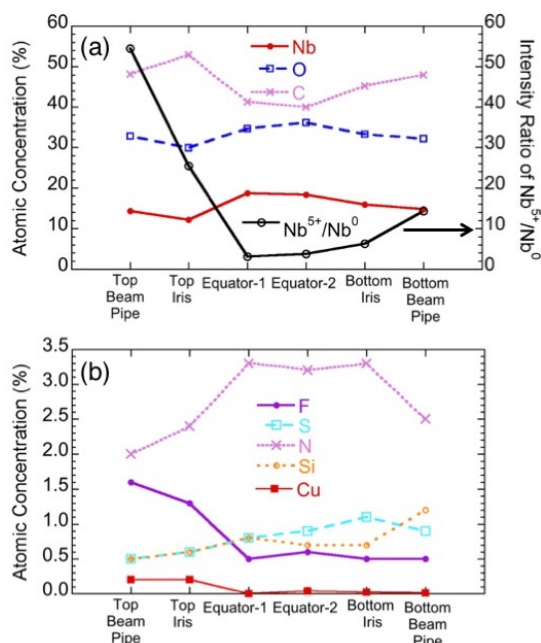 (a)
Nb
O
C
Nb⁵⁺/Nb⁰
Atomic Concentration (%)
60
50
40
30
20
10
0
Intensity Ratio of Nb⁵⁺/Nb⁰
60
50
40
30
20
10
0
Top Beam Pipe
Top Iris
Equator-1
Equator-2
Bottom Iris
Bottom Beam Pipe
(b)
F
S
N
Si
Cu
Atomic Concentration (%)
3.5
3.0
2.5
2.0
1.5
1.0
0.5
0.0
Top Beam Pipe
Top Iris
Equator-1
Equator-2
Bottom Iris
Bottom Beam Pipe